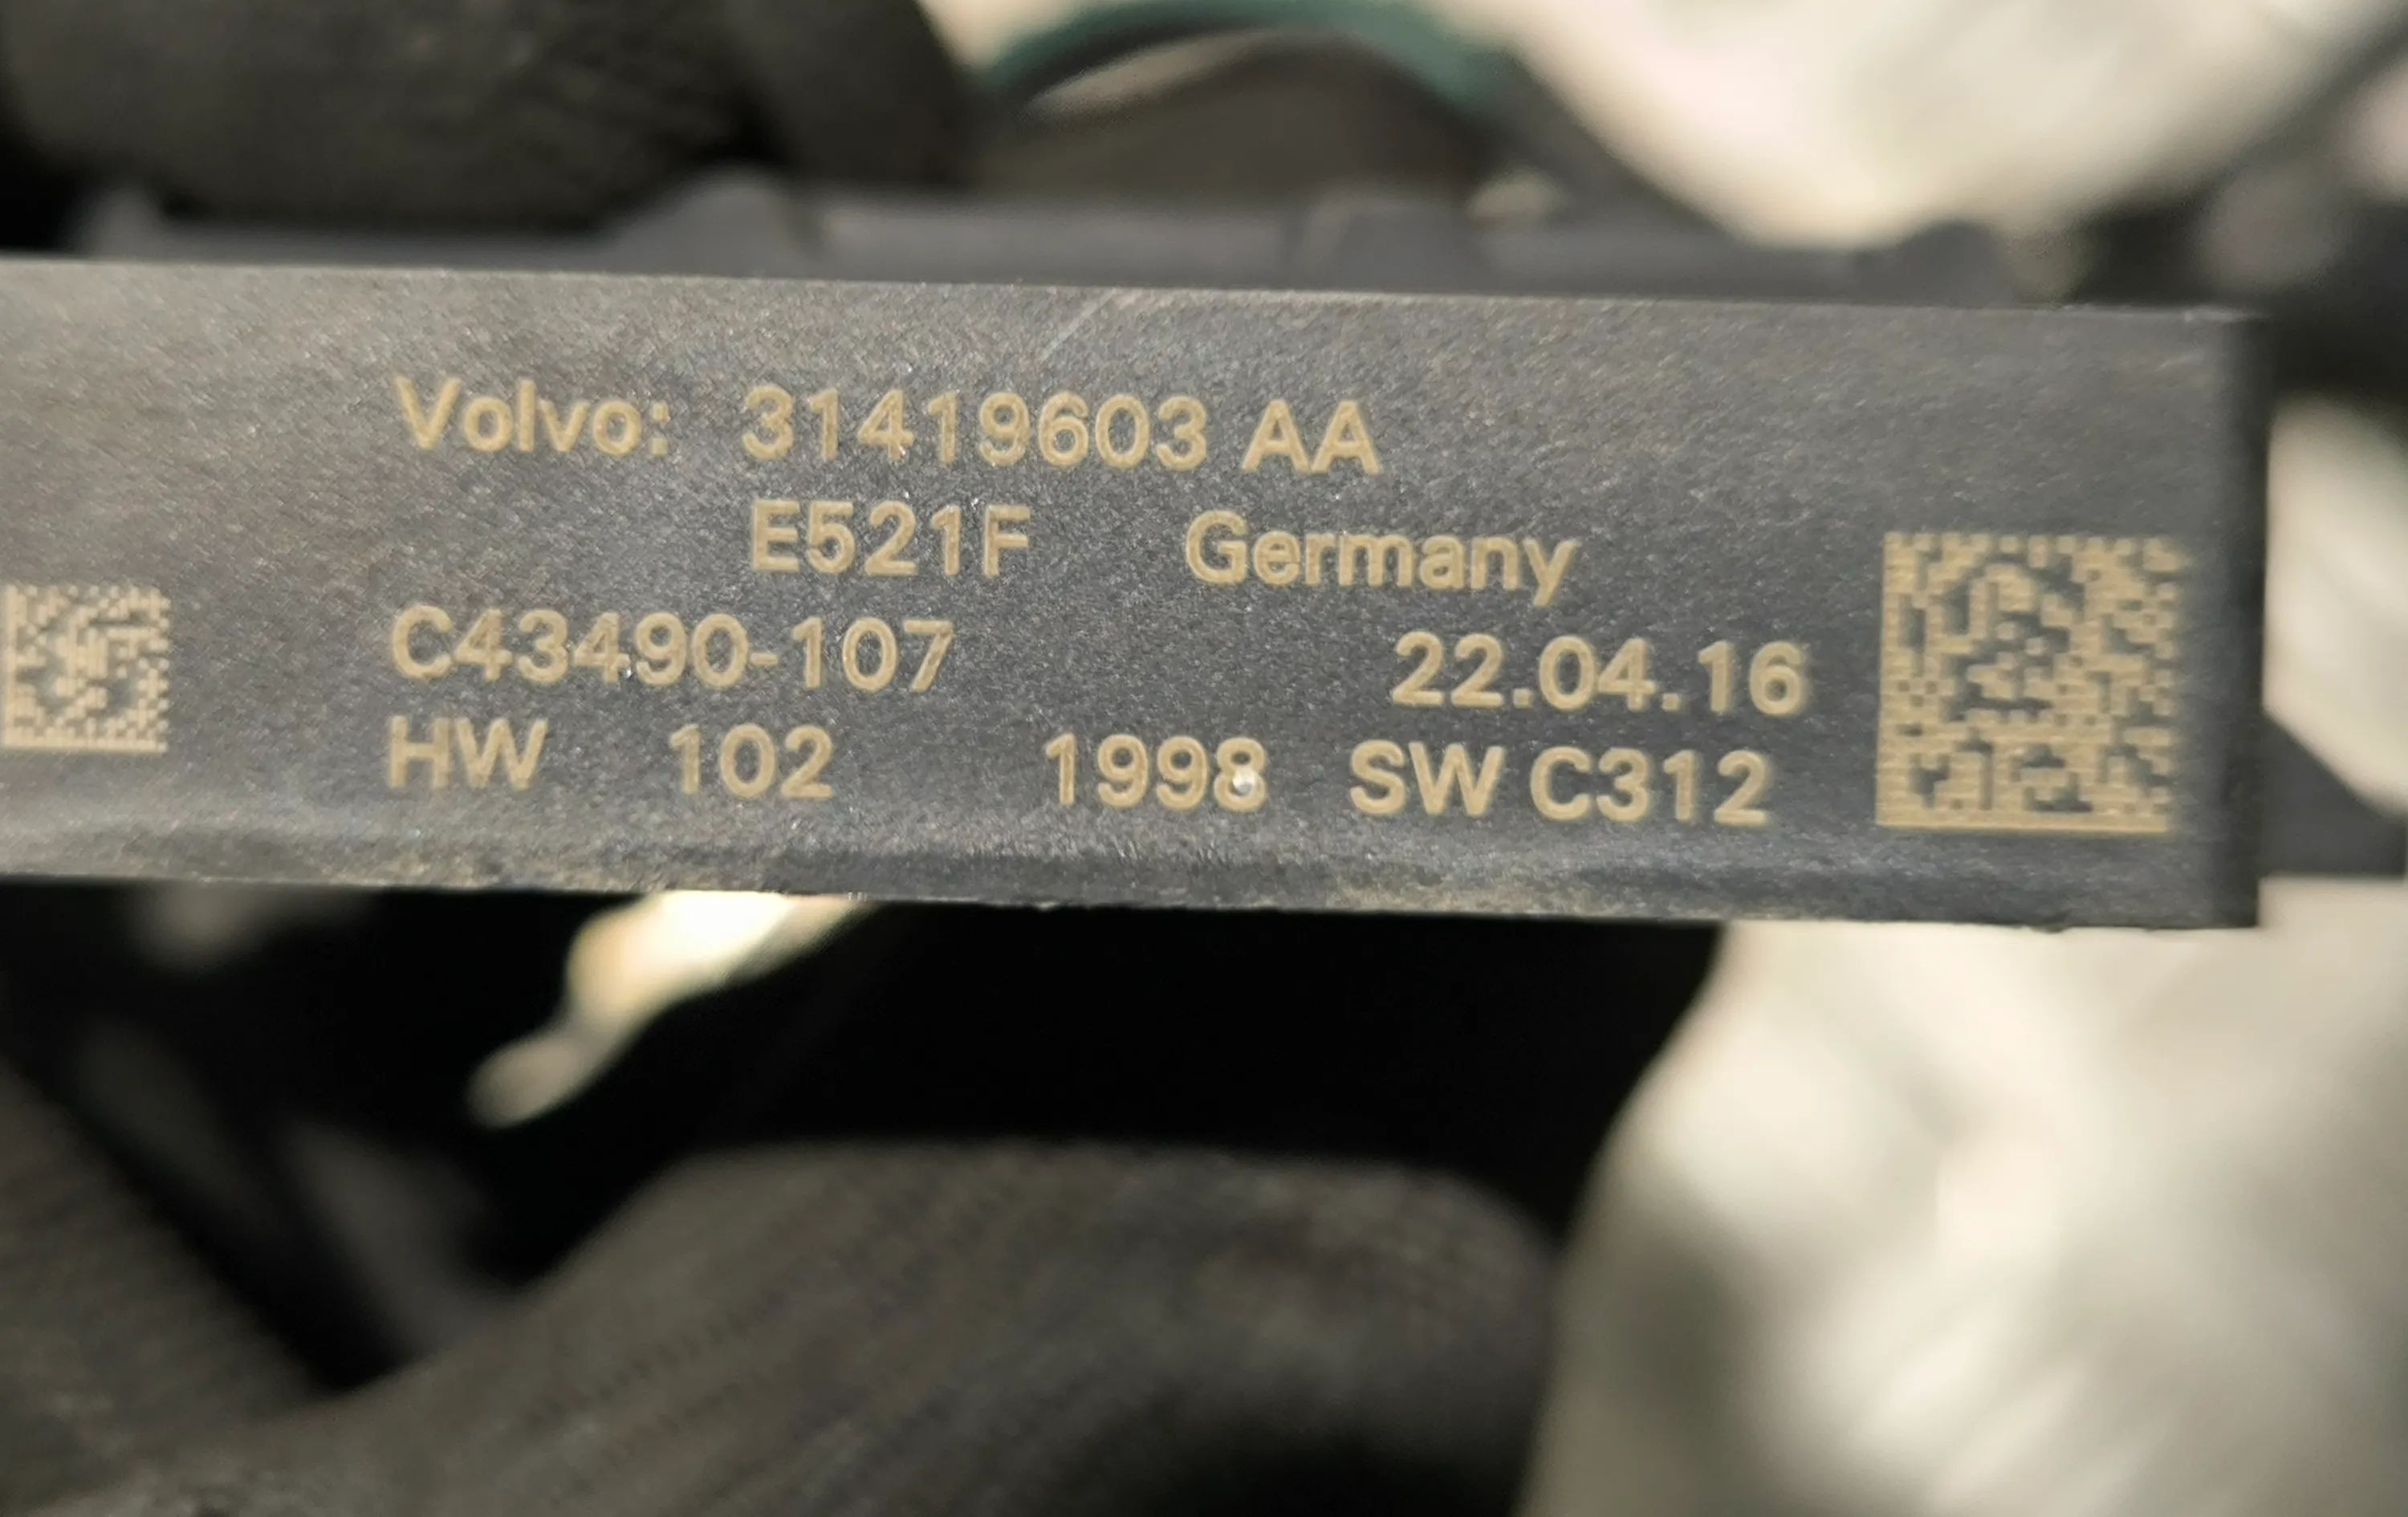 Volvo: 31419603 AA
E521F Germany
C43490-107 22.04.16
HW 102 1998 SW C312